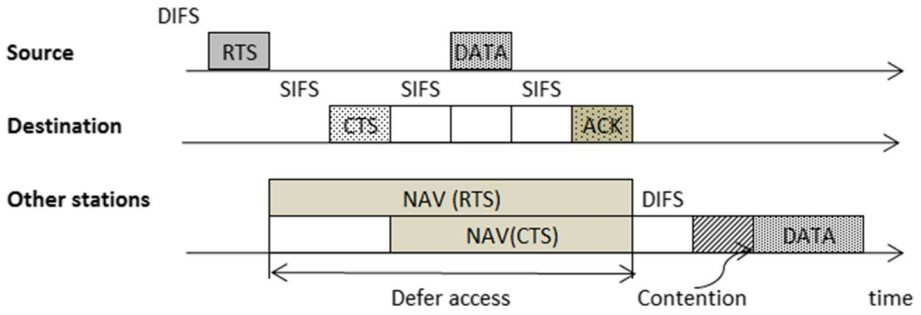 DIFS
Source RTS DATA
SIFS SIFS SIFS
Destination CTS ACK
Other stations NAV (RTS) DIFS
NAV(CTS) DATA
Defer access Contention time